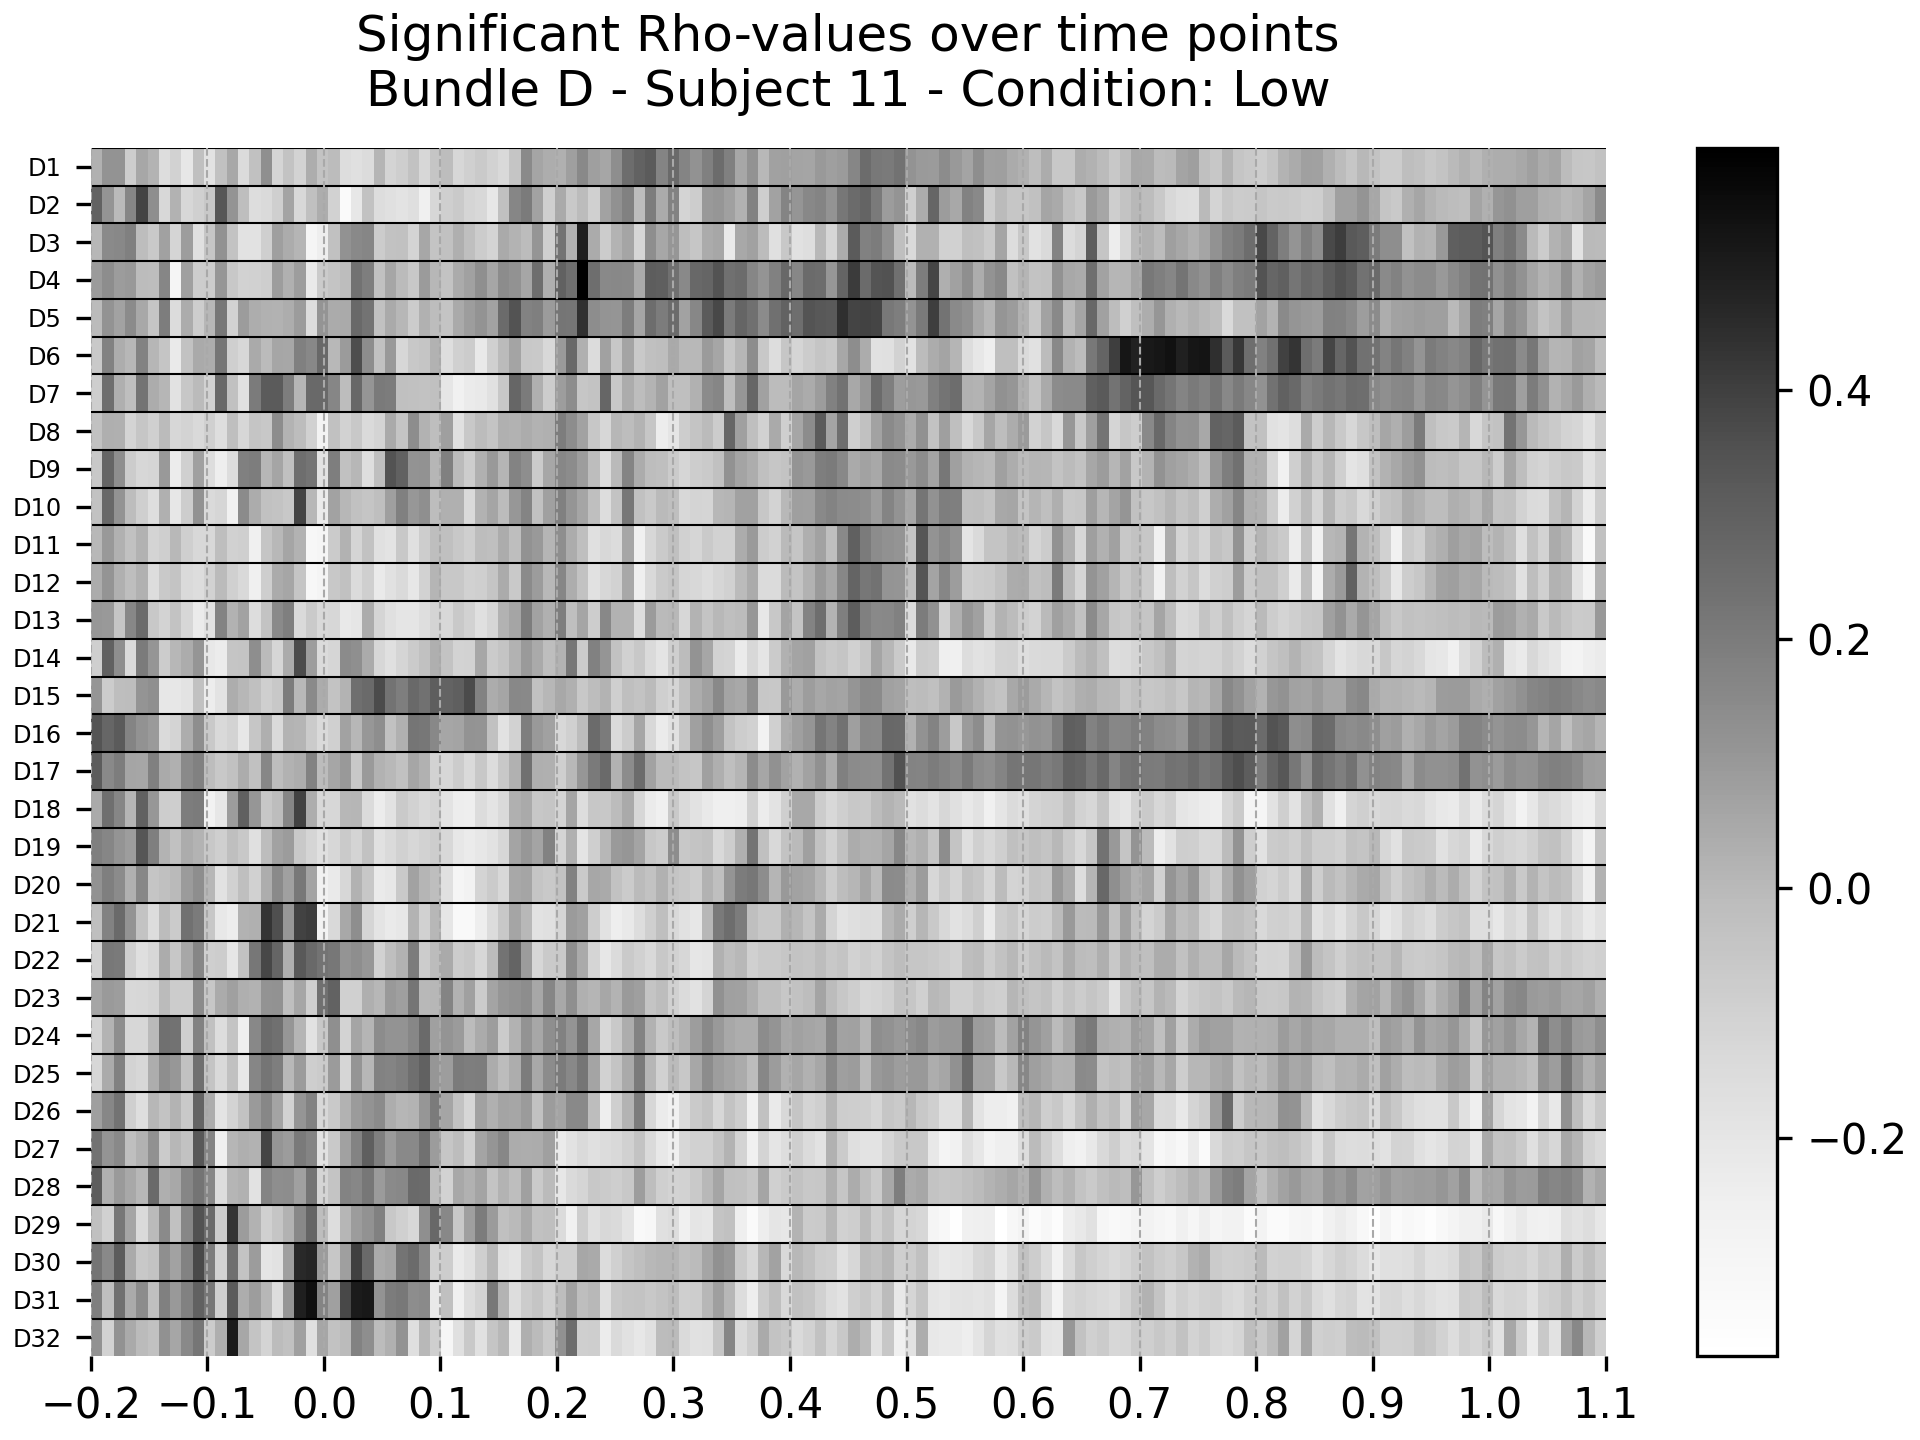 Significant Rho-values over time points
Bundle D - Subject 11 - Condition: Low
D1
D2
D3
D4
D5
D6
D7
D8
D9
D10
D11
D12
D13
D14
D15
D16
D17
D18
D19
D20
D21
D22
D23
D24
D25
D26
D27
D28
D29
D30
D31
D32
−0.2 −0.1 0.0 0.1 0.2 0.3 0.4 0.5 0.6 0.7 0.8 0.9 1.0 1.1
0.4
0.2
0.0
−0.2